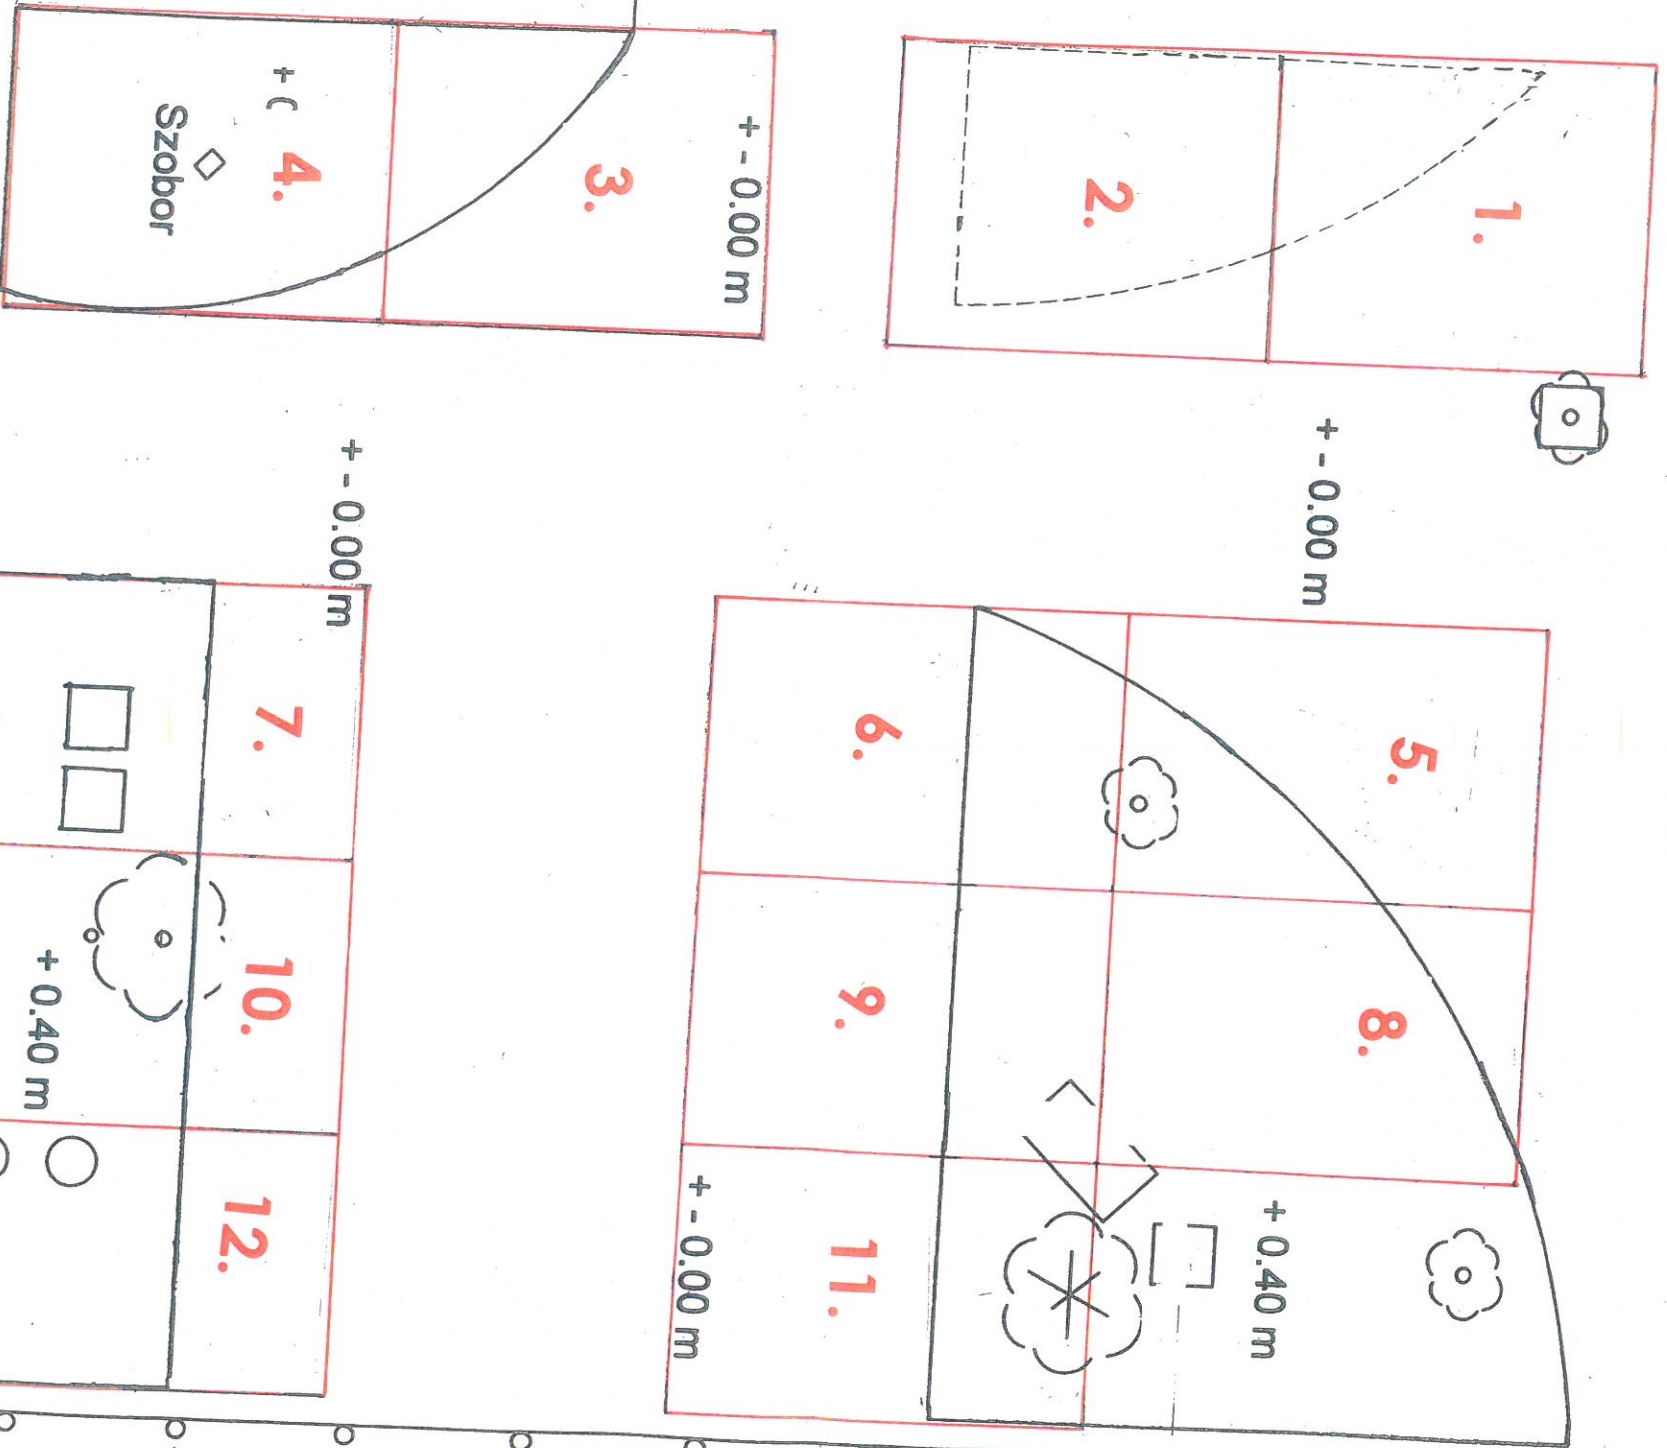 1.
2.
+ - 0.00 m
3.
4.
+ (
Szobor
+ - 0.00 m
+ - 0.00 m
5.
6.
7.
8.
9.
10.
+ 0.40 m
+ 0.40 m
11.
+ - 0.00 m
12.